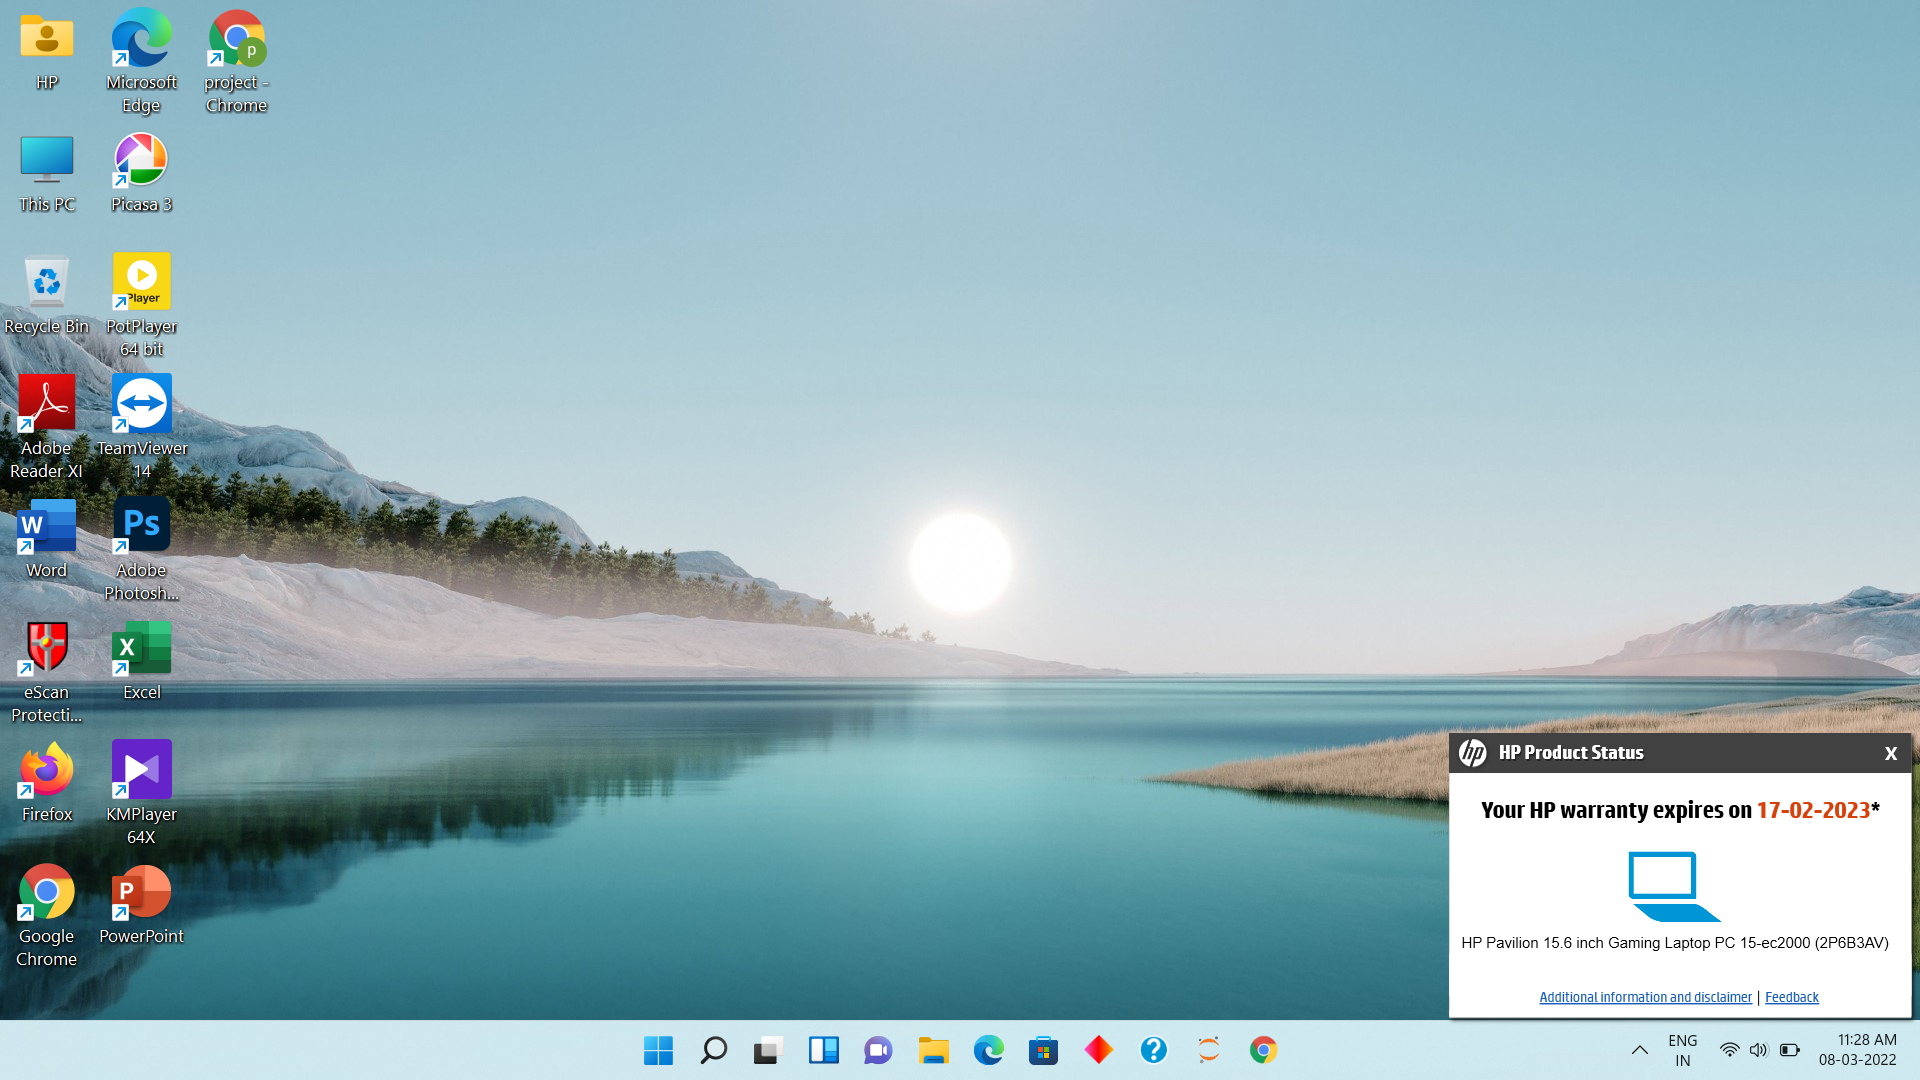 HP
Microsoft
Edge
project -
Chrome
p
This PC
Picasa 3
Recycle Bin
Player
PotPlayer
64 bit
Adobe
Reader XI
TeamViewer
14
W
Word
Ps
Adobe
Photosh...
eScan
Protecti...
X
Excel
Firefox
KMPlayer
64X
Google
Chrome
P
PowerPoint
hp HP Product Status X
Your HP warranty expires on 17-02-2023*
HP Pavilion 15.6 inch Gaming Laptop PC 15-ec2000 (2P6B3AV)
Additional information and disclaimer | Feedback
?
ENG
IN
11:28 AM
08-03-2022